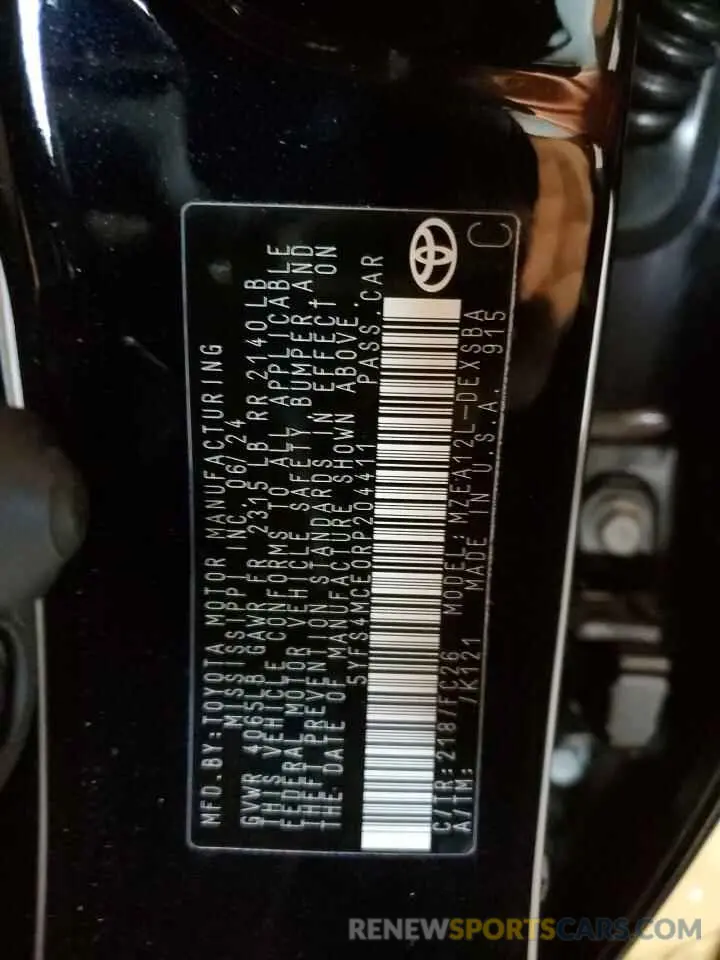 MFD.BY:TOYOTA MOTOR MANUFACTURING
MISSISSIPPI INC. 06/24
GVWR 4065LB GAWR FR 2315 LB RR 2140 LB
THIS VEHICLE CONFORMS TO ALL APPLICABLE
FEDERAL MOTOR VEHICLE SAFETY, BUMPER, AND
THEFT PREVENTION STANDARDS IN EFFECT ON
THE DATE OF MANUFACTURE SHOWN ABOVE.
5YFS4MCE0RP204411 PASS.CAR
C/TR:2187/FC26 MODEL:MZEA12L-DEXSBA
A/TM: /K121 MADE IN U.S.A. 915
C
RENEWSPORTSCARS.COM